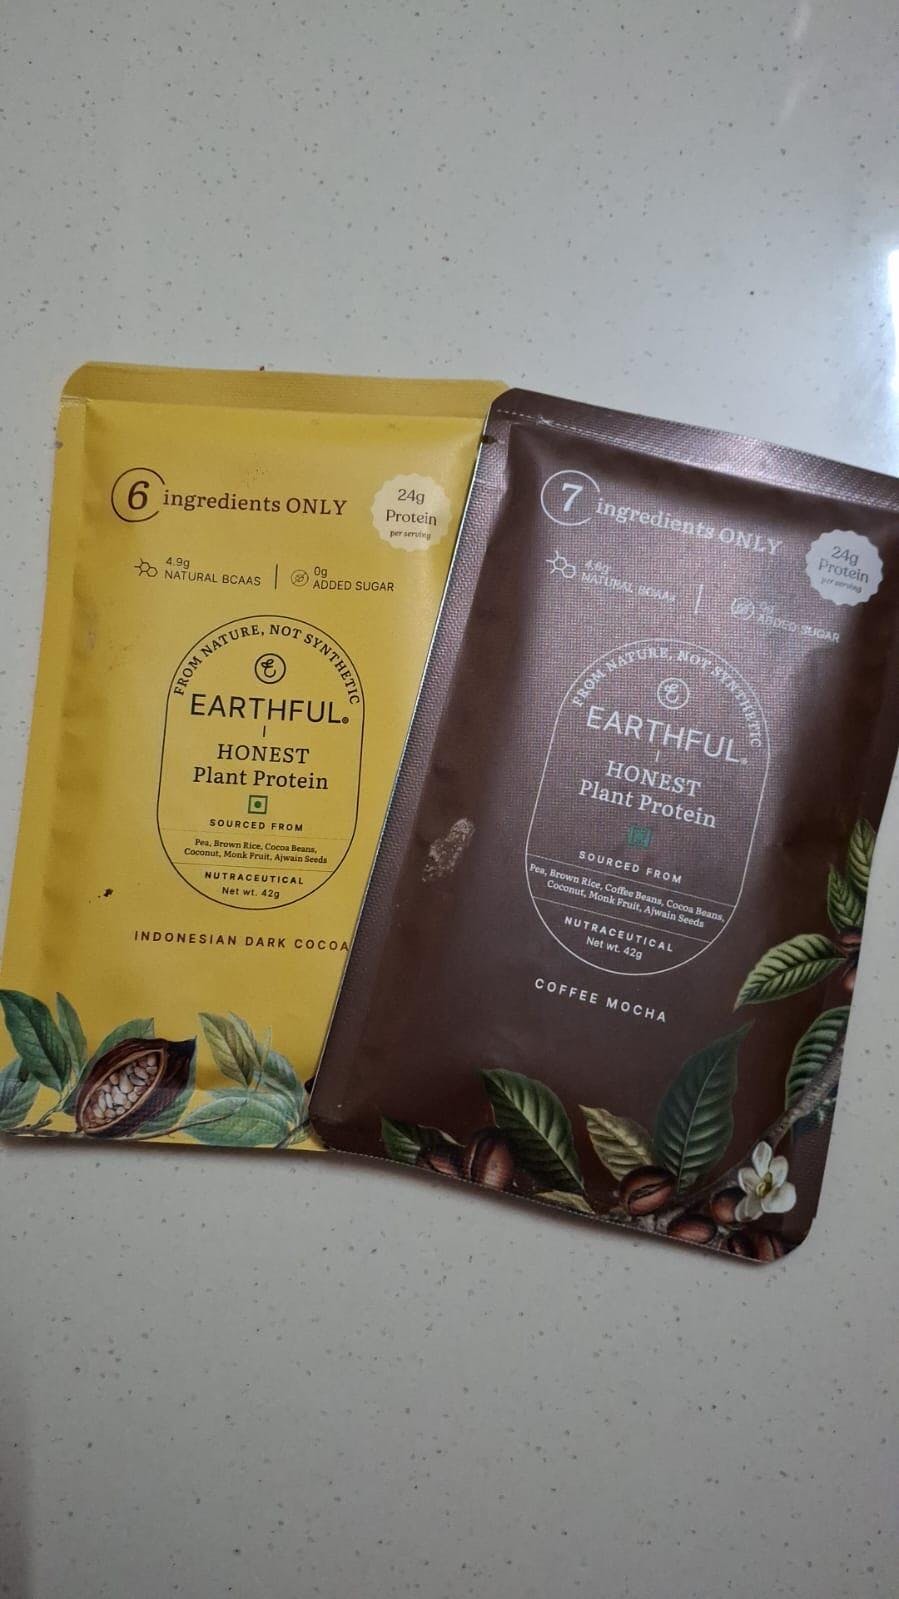 6 ingredients ONLY
24g
Protein
per serving
4.9g
NATURAL BCAAS
0g
ADDED SUGAR
FROM NATURE, NOT SYNTHETIC
EARTHFUL®
HONEST
Plant Protein
SOURCED FROM
Pea, Brown Rice, Cocoa Beans,
Coconut, Monk Fruit, Ajwain Seeds
NUTRACEUTICAL
Net wt. 42g
INDONESIAN DARK COCOA
7 ingredients ONLY
24g
Protein
per serving
4.6g
NATURAL BCAAs
0g
ADDED SUGAR
FROM NATURE, NOT SYNTHETIC
EARTHFUL®
HONEST
Plant Protein
SOURCED FROM
Pea, Brown Rice, Coffee Beans, Cocoa Beans,
Coconut, Monk Fruit, Ajwain Seeds
NUTRACEUTICAL
Net wt. 42g
COFFEE MOCHA